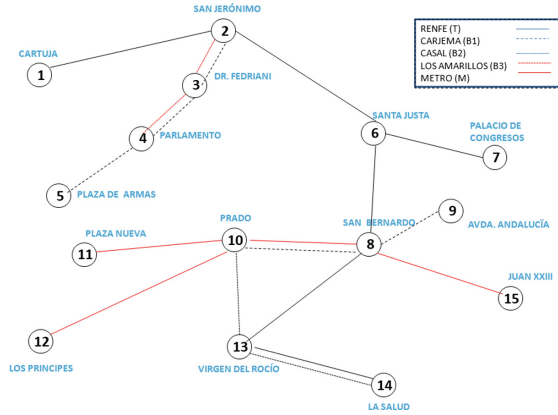 SAN JERÓNIMO
2
CARTUJA
1
3
DR. FEDRIANI
4
PARLAMENTO
5
PLAZA DE ARMAS
RENFE (T)
CARJEMA (B1)
CASAL (B2)
LOS AMARILLOS (B3)
METRO (M)
SANTA JUSTA
6
PALACIO DE
CONGRESOS
7
9
AVDA. ANDALUCÏA
PRADO
10
SAN BERNARDO
8
PLAZA NUEVA
11
JUAN XXIII
15
12
LOS PRINCIPES
13
VIRGEN DEL ROCÍO
14
LA SALUD